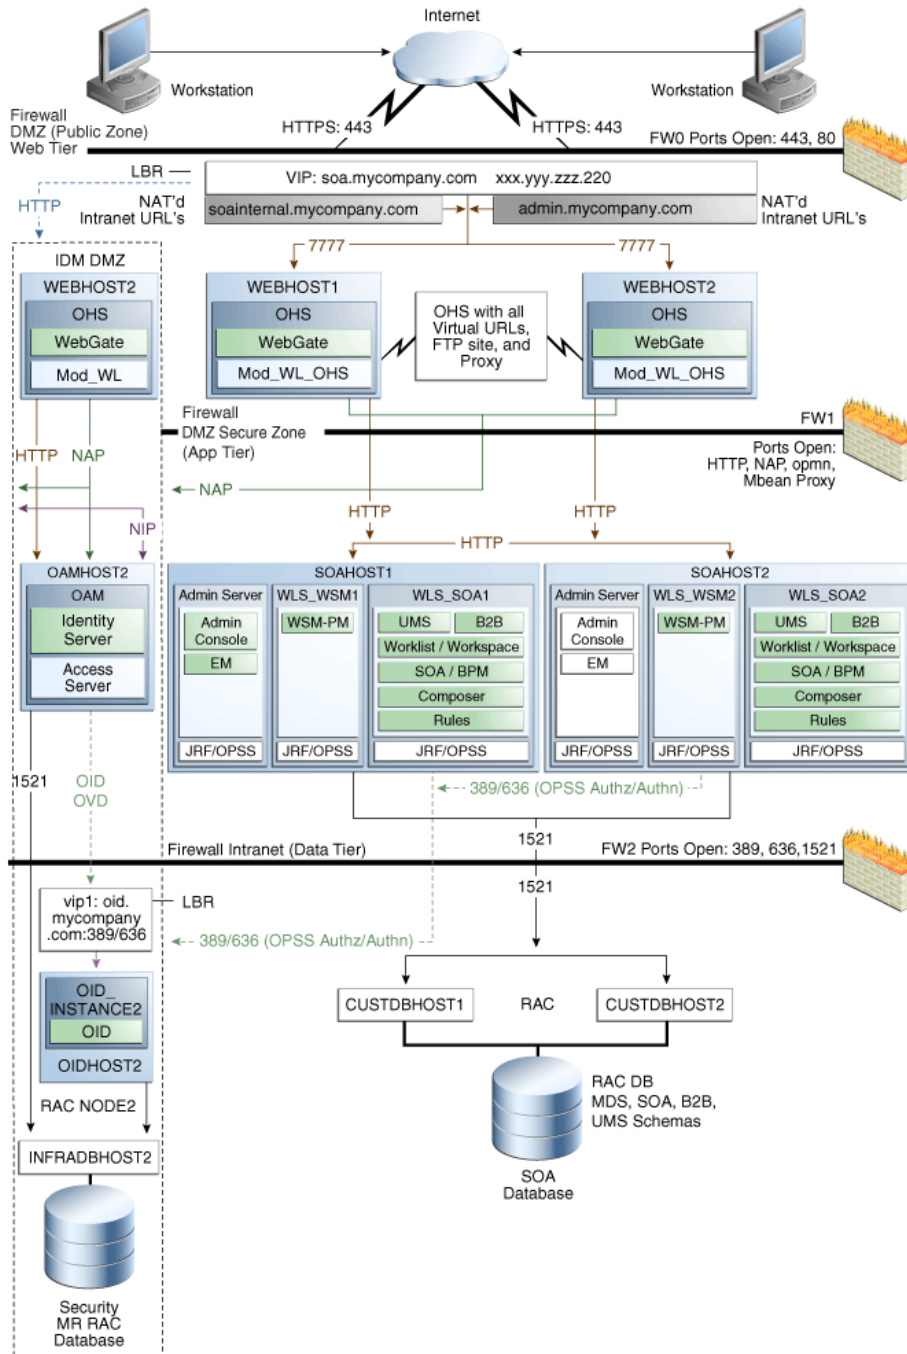 Internet
Workstation
Workstation
Firewall
DMZ (Public Zone)
Web Tier
HTTPS: 443
HTTPS: 443
FW0 Ports Open: 443, 80
LBR
VIP: soa.mycompany.com xxx.yyy.zzz.220
HTTP
NAT'd
Intranet URL's
soainternal.mycompany.com
admin.mycompany.com
NAT'd
Intranet URL's
7777
7777
IDM DMZ
WEBHOST2
OHS
WebGate
Mod_WL
WEBHOST1
OHS
WebGate
Mod_WL_OHS
OHS with all
Virtual URLs,
FTP site, and
Proxy
WEBHOST2
OHS
WebGate
Mod_WL_OHS
Firewall
DMZ Secure Zone
(App Tier)
FW1
Ports Open:
HTTP, NAP, opmn,
Mbean Proxy
HTTP
NAP
NAP
NIP
HTTP
HTTP
HTTP
OAMHOST2
OAM
Identity
Server
Access
Server
SOAHOST1
Admin Server
Admin
Console
EM
JRF/OPSS
WLS_WSM1
WSM-PM
JRF/OPSS
WLS_SOA1
UMS
B2B
Worklist / Workspace
SOA / BPM
Composer
Rules
JRF/OPSS
SOAHOST2
Admin Server
Admin
Console
EM
JRF/OPSS
WLS_WSM2
WSM-PM
JRF/OPSS
WLS_SOA2
UMS
B2B
Worklist / Workspace
SOA / BPM
Composer
Rules
JRF/OPSS
1521
OID
OVD
389/636 (OPSS Authz/Authn)
1521
Firewall Intranet (Data Tier)
FW2 Ports Open: 389, 636,1521
1521
vip1: oid.
mycompany
.com:389/636
LBR
389/636 (OPSS Authz/Authn)
OID_
INSTANCE2
OID
OIDHOST2
CUSTDBHOST1
RAC
CUSTDBHOST2
RAC NODE2
RAC DB
MDS, SOA, B2B,
UMS Schemas
INFRADBHOST2
SOA
Database
Security
MR RAC
Database